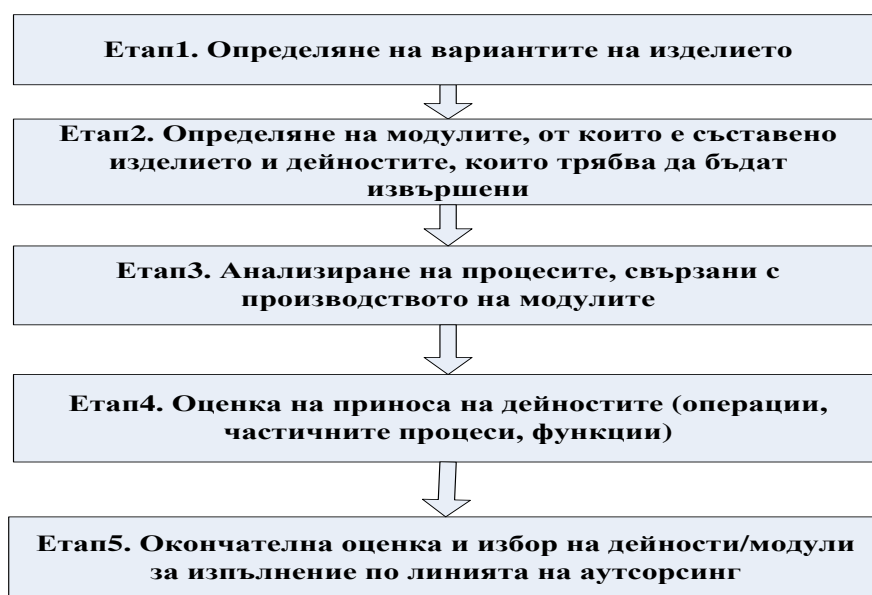 Етап1. Определяне на вариантите на изделието
Етап2. Определяне на модулите, от които е съставено
изделието и дейностите, които трябва да бъдат
извършени
Етап3. Анализиране на процесите, свързани с
производството на модулите
Етап4. Оценка на приноса на дейностите (операции,
частичните процеси, функции)
Етап5. Окончателна оценка и избор на дейности/модули
за изпълнение по линията на аутсорсинг